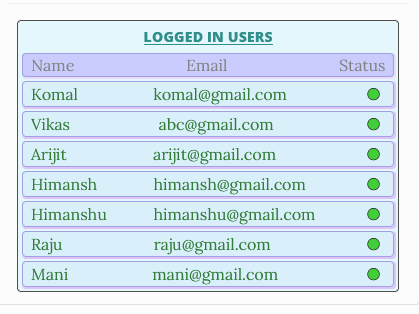 LOGGED IN USERS
Name Email Status
Komal komal@gmail.com
Vikas abc@gmail.com
Arijit arijit@gmail.com
Himansh himansh@gmail.com
Himanshu himanshu@gmail.com
Raju raju@gmail.com
Mani mani@gmail.com